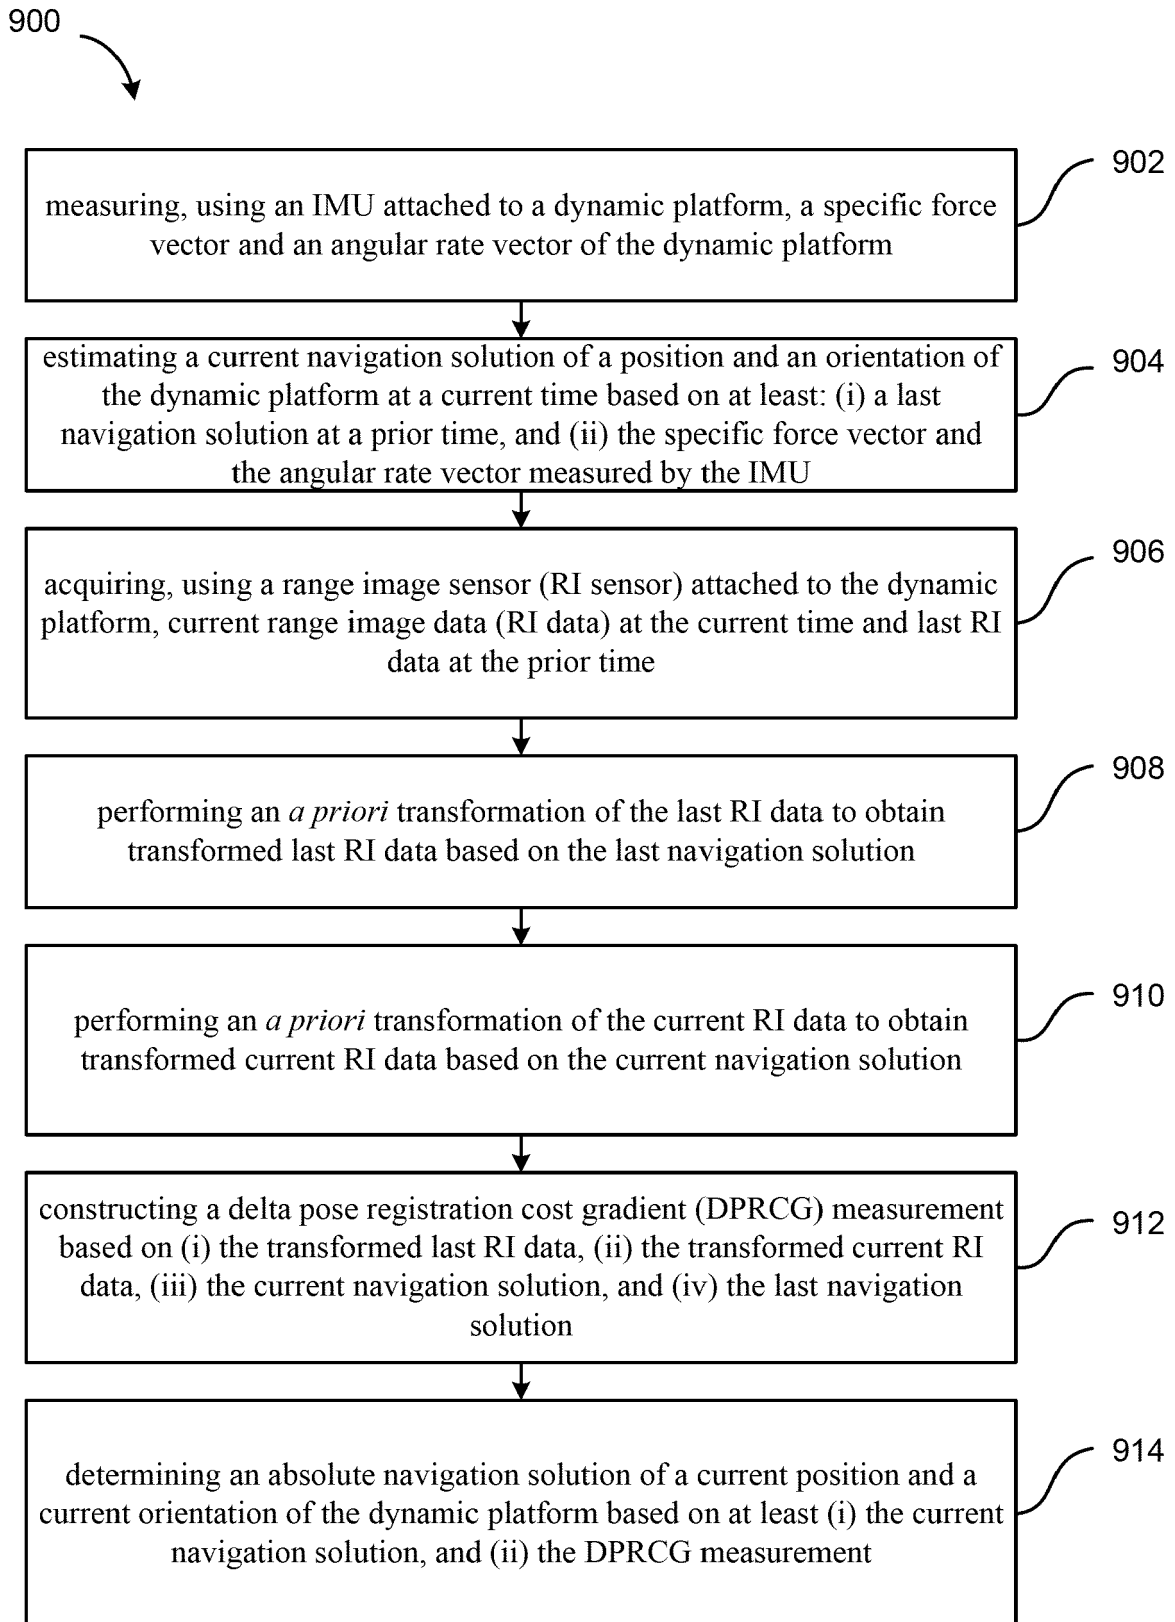 900
902
measuring, using an IMU attached to a dynamic platform, a specific force
vector and an angular rate vector of the dynamic platform
904
estimating a current navigation solution of a position and an orientation of
the dynamic platform at a current time based on at least: (i) a last
navigation solution at a prior time, and (ii) the specific force vector and
the angular rate vector measured by the IMU
906
acquiring, using a range image sensor (RI sensor) attached to the dynamic
platform, current range image data (RI data) at the current time and last RI
data at the prior time
908
performing an a priori transformation of the last RI data to obtain
transformed last RI data based on the last navigation solution
910
performing an a priori transformation of the current RI data to obtain
transformed current RI data based on the current navigation solution
912
constructing a delta pose registration cost gradient (DPRCG) measurement
based on (i) the transformed last RI data, (ii) the transformed current RI
data, (iii) the current navigation solution, and (iv) the last navigation
solution
914
determining an absolute navigation solution of a current position and a
current orientation of the dynamic platform based on at least (i) the current
navigation solution, and (ii) the DPRCG measurement